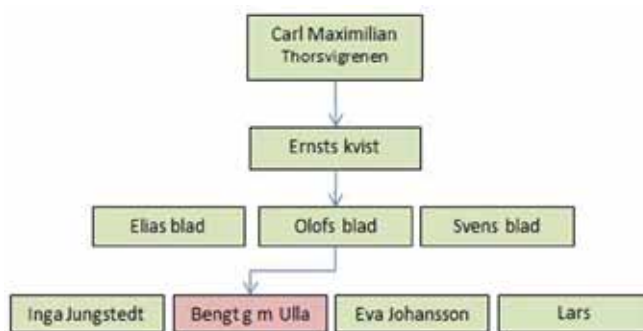 Carl Maximilian
Thorsvigrenen
Ernsts kvist
Elias blad
Olofs blad
Svens blad
Inga Jungstedt
Bengt g m Ulla
Eva Johansson
Lars